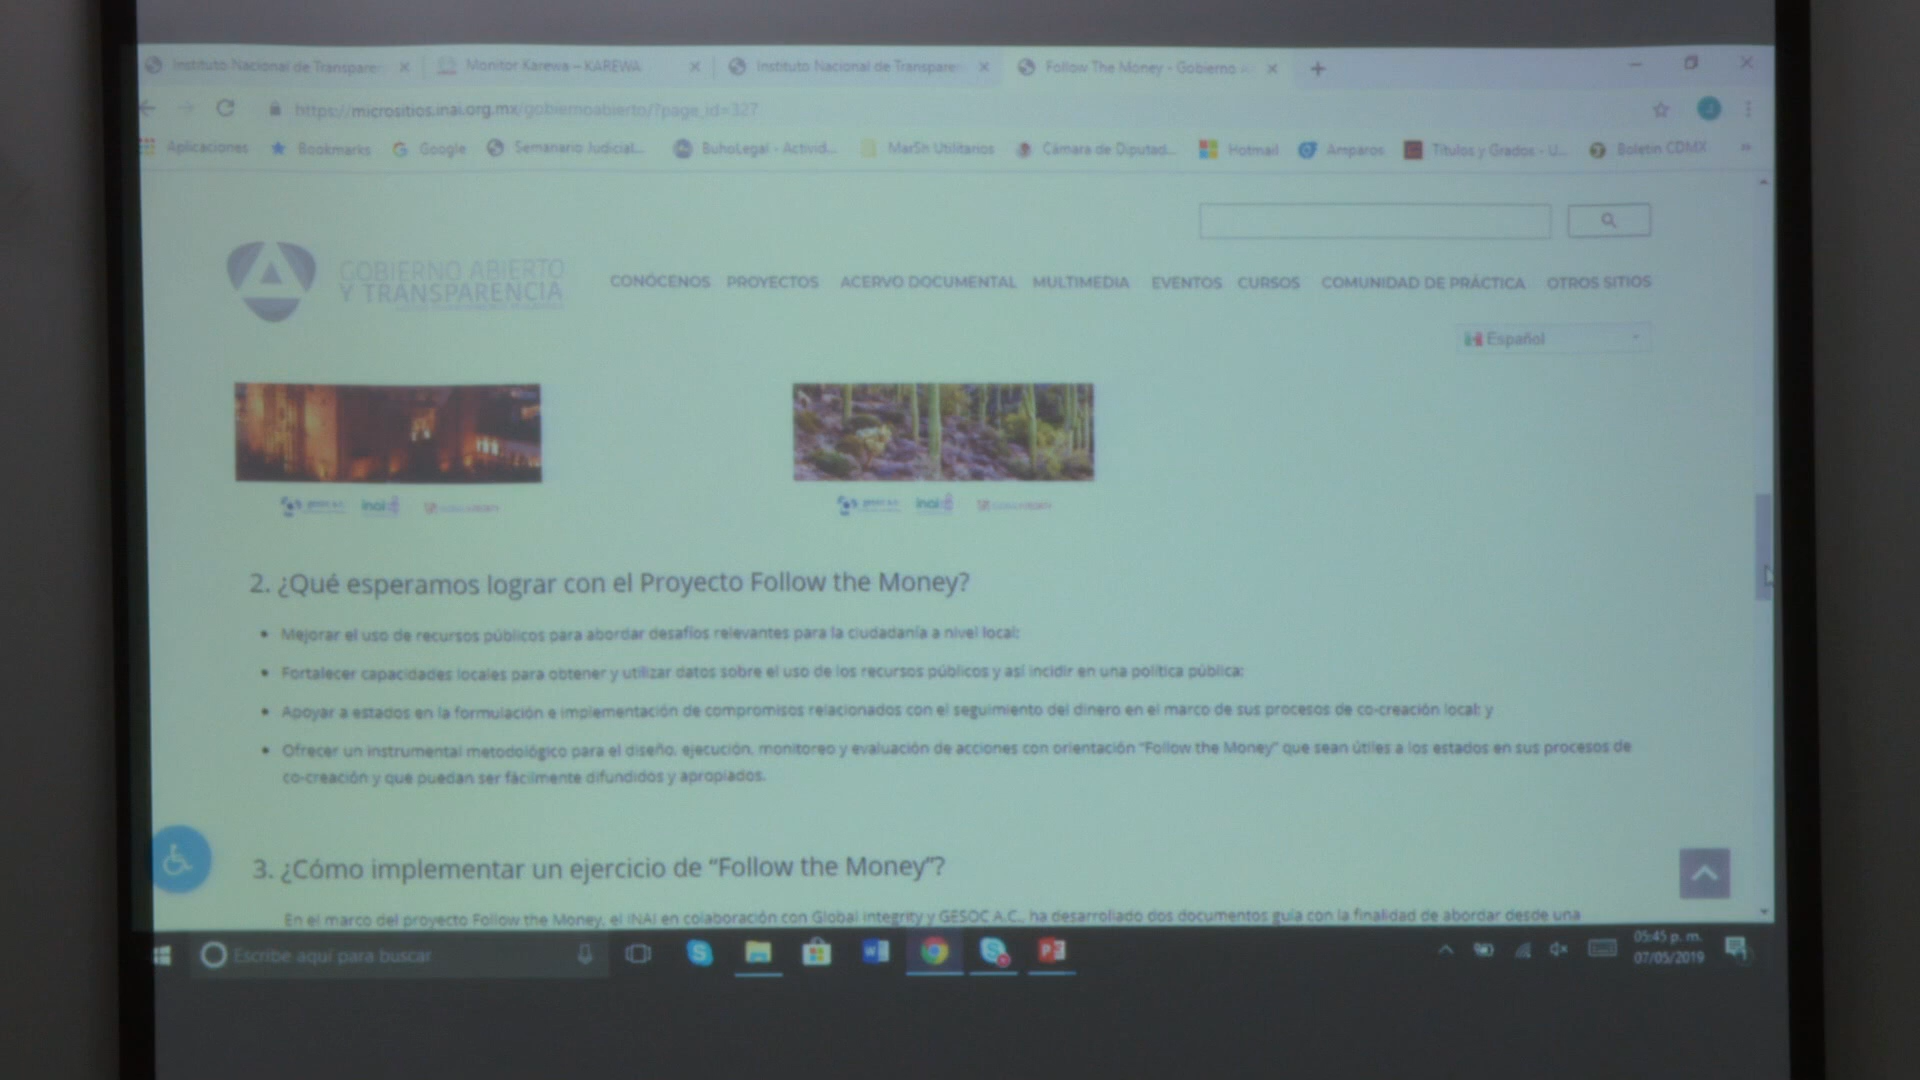 Instituto Nacional de Transparen
Monitor Karewa – KAREWA
Instituto Nacional de Transparen
Follow The Money - Gobierno A
https://micrositios.inai.org.mx/gobiernoabierto/?page_id=327
Aplicaciones
Bookmarks
Google
Semanario Judicial...
BuhoLegal - Activid...
MarSh Utilitarios
Cámara de Diputad...
Hotmail
Amparos
Títulos y Grados - U...
Boletin CDMX
GOBIERNO ABIERTO
Y TRANSPARENCIA
CONÓCENOS PROYECTOS ACERVO DOCUMENTAL MULTIMEDIA EVENTOS CURSOS COMUNIDAD DE PRÁCTICA OTROS SITIOS
Español
inai
inai
2. ¿Qué esperamos lograr con el Proyecto Follow the Money?
• Mejorar el uso de recursos públicos para abordar desafíos relevantes para la ciudadanía a nivel local;
• Fortalecer capacidades locales para obtener y utilizar datos sobre el uso de los recursos públicos y así incidir en una política pública;
• Apoyar a estados en la formulación e implementación de compromisos relacionados con el seguimiento del dinero en el marco de sus procesos de co-creación local; y
• Ofrecer un instrumental metodológico para el diseño, ejecución, monitoreo y evaluación de acciones con orientación "Follow the Money" que sean útiles a los estados en sus procesos de
co-creación y que puedan ser fácilmente difundidos y apropiados.
3. ¿Cómo implementar un ejercicio de “Follow the Money”?
En el marco del proyecto Follow the Money, el INAI en colaboración con Global Integrity y GESOC A.C., ha desarrollado dos documentos guía con la finalidad de abordar desde una
Escribe aquí para buscar
05:45 p. m.
07/05/2019